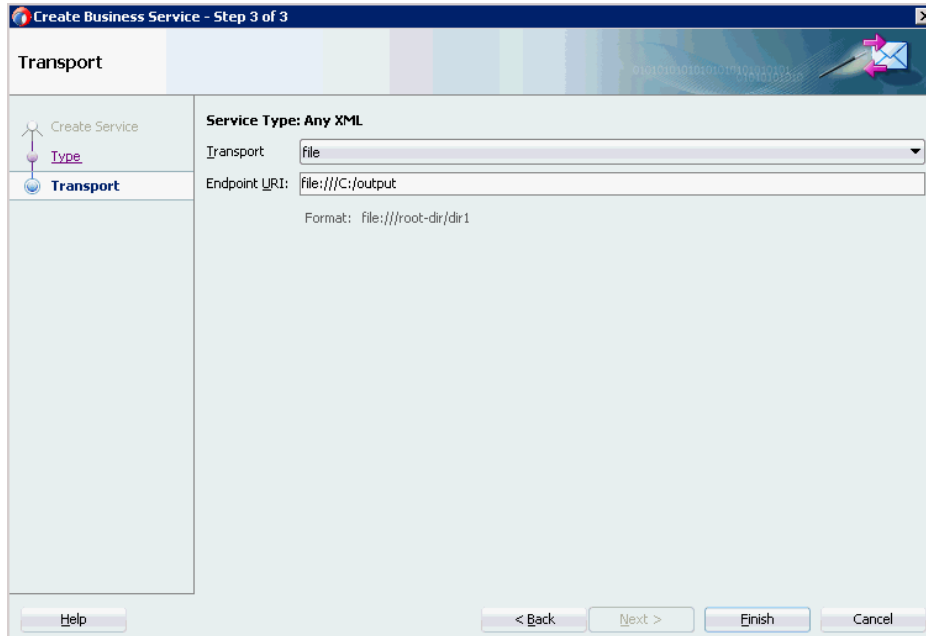 Create Business Service - Step 3 of 3
Transport
Create Service
Type
Transport
Service Type: Any XML
Transport file
Endpoint URI: file:///C:/output
Format: file:///root-dir/dir1
Help < Back Next > Finish Cancel